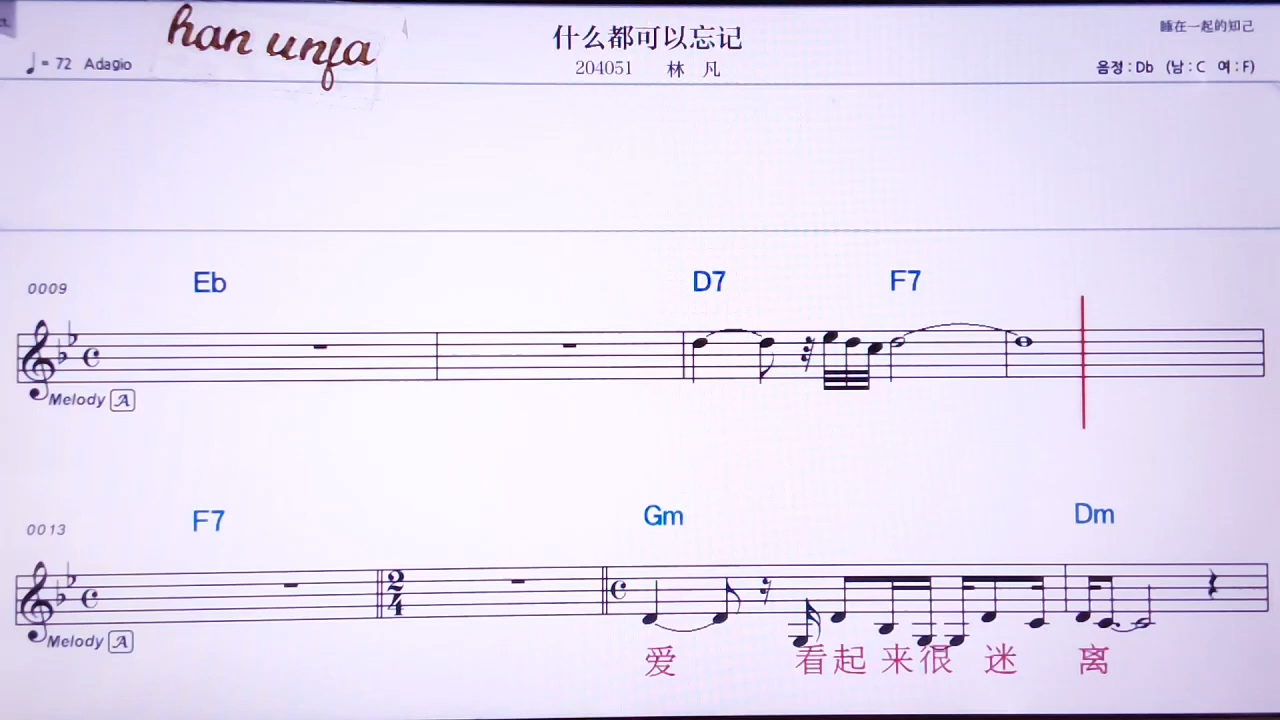 han unfa
什么都可以忘记
睡在一起的知己
♩= 72 Adagio
204051 林 凡
음정 : Db (남 : C 여 : F)
Eb D7 F7
0009
Melody A
F7 Gm Dm
0013
2
4
Melody A
爱 看起 来很 迷 离